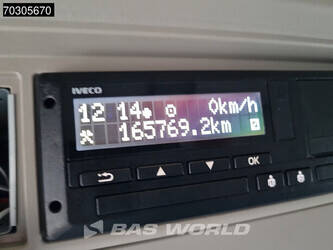 70305670
IVECO
12 14 0km/h
165769.2km
OK
BAS WORLD